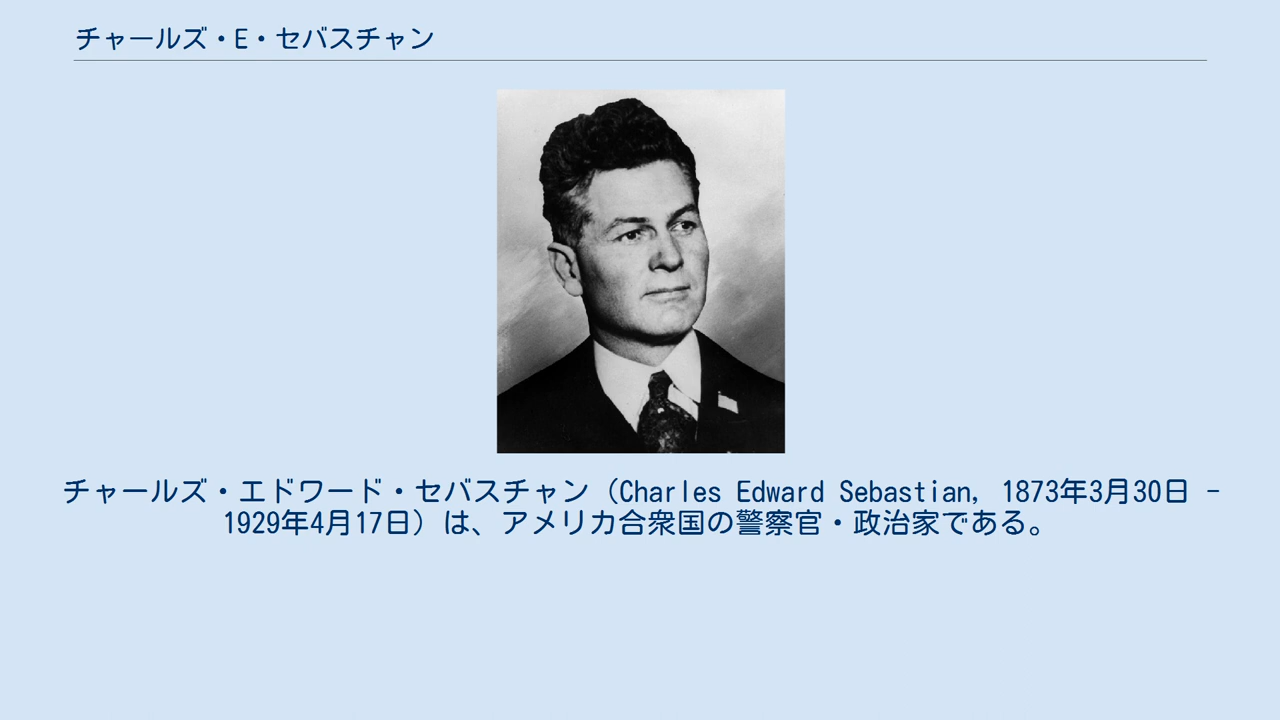 チャールズ・E・セバスチャン
チャールズ・エドワード・セバスチャン（Charles Edward Sebastian, 1873年3月30日 -
1929年4月17日）は、アメリカ合衆国の警察官・政治家である。